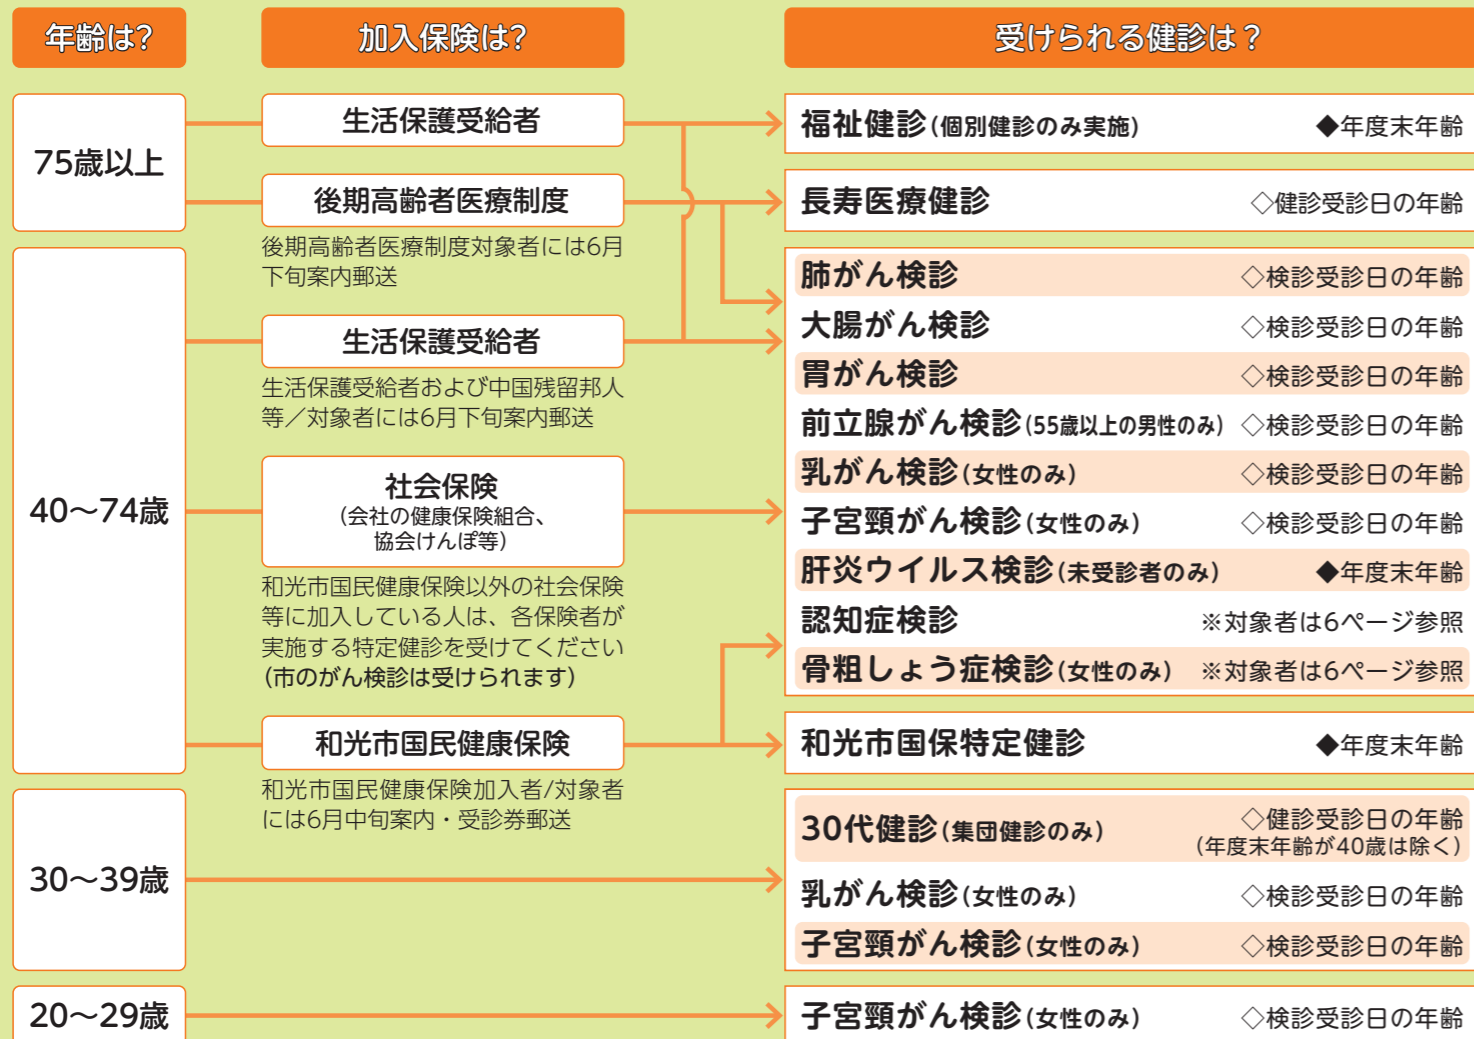 年齢は?
加入保険は?
受けられる健診は？
75歳以上
生活保護受給者
福祉健診(個別健診のみ実施) ◆年度末年齢
後期高齢者医療制度
後期高齢者医療制度対象者には6月
下旬案内郵送
長寿医療健診 ◇健診受診日の年齢
40〜74歳
生活保護受給者
生活保護受給者および中国残留邦人
等／対象者には6月下旬案内郵送
社会保険
(会社の健康保険組合、
協会けんぽ等)
和光市国民健康保険以外の社会保険
等に加入している人は、各保険者が
実施する特定健診を受けてください
(市のがん検診は受けられます)
和光市国民健康保険
和光市国民健康保険加入者/対象者
には6月中旬案内・受診券郵送
肺がん検診 ◇検診受診日の年齢
大腸がん検診 ◇検診受診日の年齢
胃がん検診 ◇検診受診日の年齢
前立腺がん検診(55歳以上の男性のみ) ◇検診受診日の年齢
乳がん検診(女性のみ) ◇検診受診日の年齢
子宮頸がん検診(女性のみ) ◇検診受診日の年齢
肝炎ウイルス検診(未受診者のみ) ◆年度末年齢
認知症検診 ※対象者は6ページ参照
骨粗しょう症検診(女性のみ) ※対象者は6ページ参照
和光市国保特定健診 ◆年度末年齢
30〜39歳
30代健診(集団健診のみ) ◇健診受診日の年齢
(年度末年齢が40歳は除く)
乳がん検診(女性のみ) ◇検診受診日の年齢
子宮頸がん検診(女性のみ) ◇検診受診日の年齢
20〜29歳
子宮頸がん検診(女性のみ) ◇検診受診日の年齢